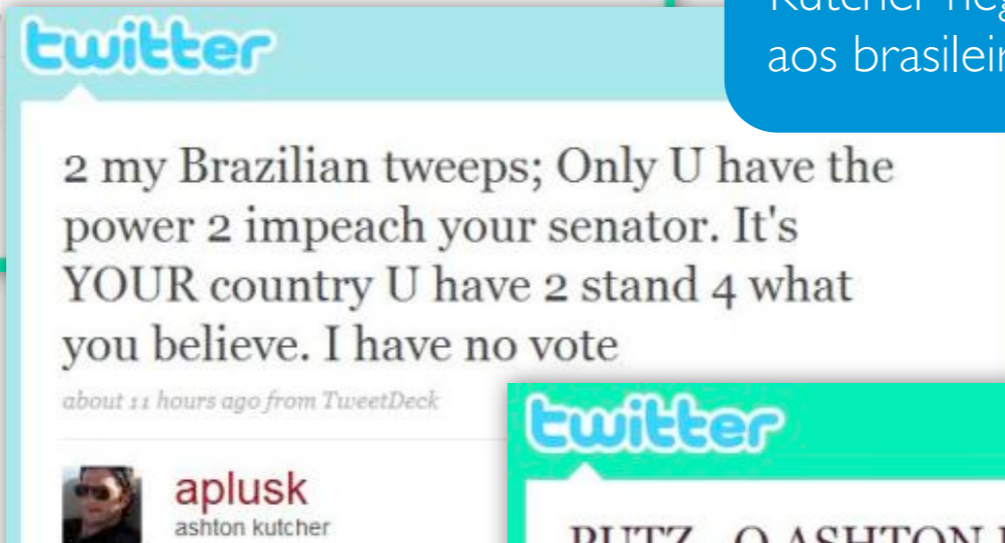 aos brasileir
twitter
2 my Brazilian tweeps; Only U have the
power 2 impeach your senator. It's
YOUR country U have 2 stand 4 what
you believe. I have no vote
about 11 hours ago from TweetDeck
aplusk
ashton kutcher
twitter
PUTZ O ASHTON